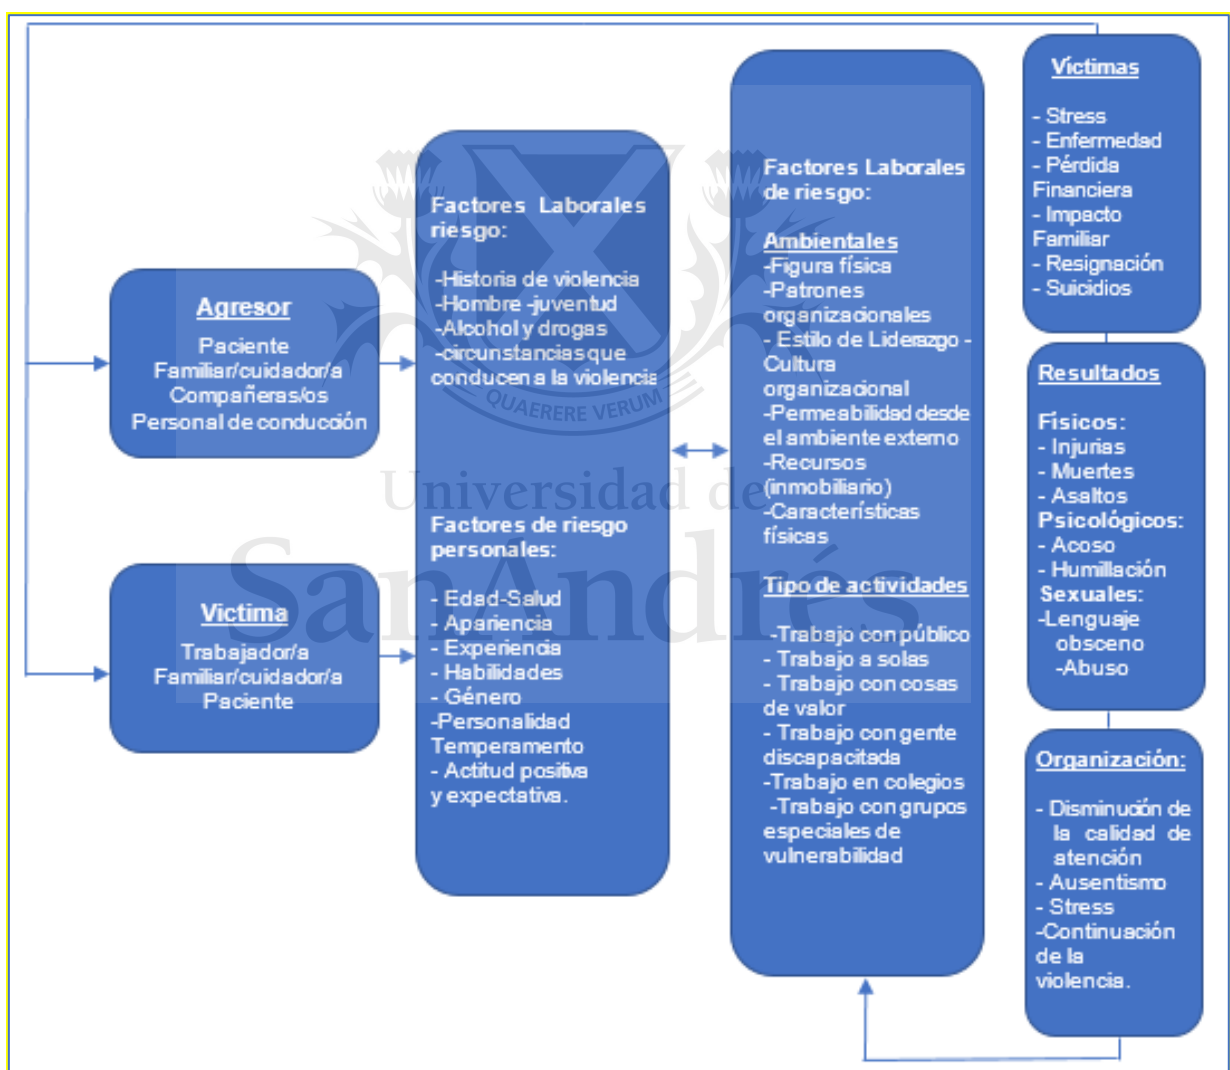 Agresor
Paciente
Familiar/cuidador/a
Compañeras/os
Personal de conducción
Victima
Trabajador/a
Familiar/cuidador/a
Paciente
Factores Laborales
riesgo:
-Historia de violencia
-Hombre -juventud
-Alcohol y drogas
-circunstancias que
conducen a la violencia
Factores de riesgo
personales:
- Edad-Salud
- Apariencia
- Experiencia
- Habilidades
- Género
-Personalidad
Temperamento
- Actitud positiva
y expectativa.
Factores Laborales
de riesgo:
Ambientales
-Figura física
-Patrones
organizacionales
- Estilo de Liderazgo -
Cultura
organizacional
-Permeabilidad desde
el ambiente externo
-Recursos
(inmobiliario)
-Características
físicas
Tipo de actividades
-Trabajo con público
- Trabajo a solas
- Trabajo con cosas
de valor
- Trabajo con gente
discapacitada
-Trabajo en colegios
-Trabajo con grupos
especiales de
vulnerabilidad
Víctimas
- Stress
- Enfermedad
- Pérdida
Financiera
- Impacto
Familiar
- Resignación
- Suicidios
Resultados
Físicos:
- Injurias
- Muertes
- Asaltos
Psicológicos:
- Acoso
- Humillación
Sexuales:
-Lenguaje
obsceno
-Abuso
Organización:
- Disminución de
la calidad de
atención
- Ausentismo
- Stress
-Continuación
de la
violencia.
QUAERERE VERUM
Universidad de
SanAndrés